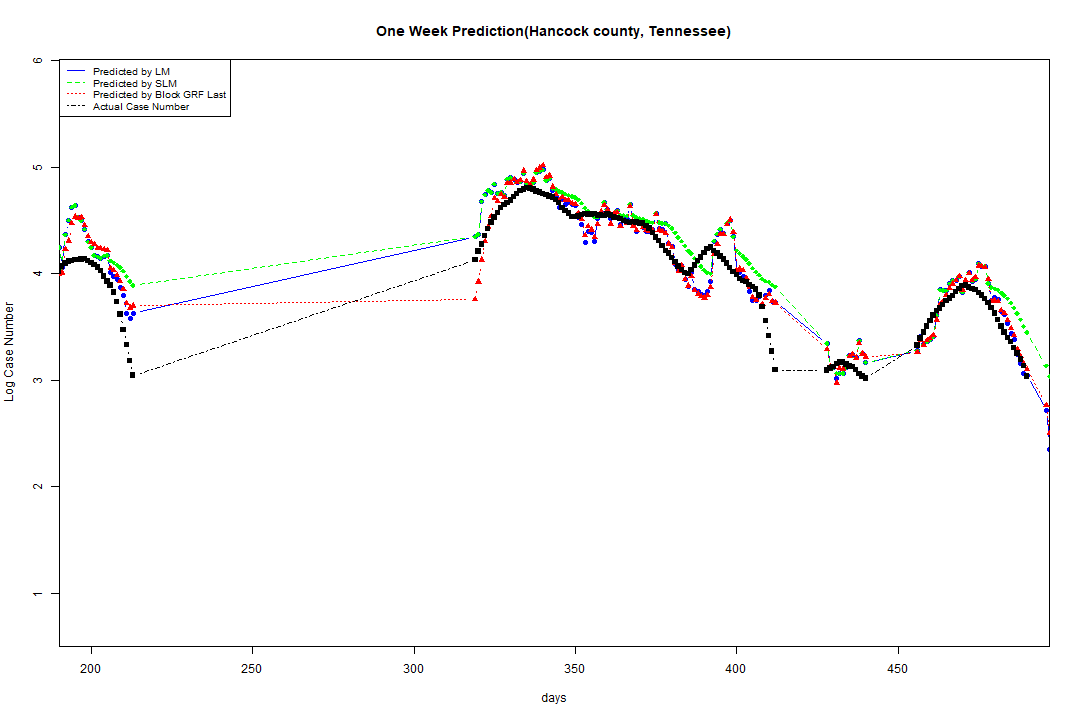 One Week Prediction(Hancock county, Tennessee)
Predicted by LM
Predicted by SLM
Predicted by Block GRF Last
Actual Case Number
Log Case Number
6
5
4
3
2
1
200 250 300 350 400 450
days